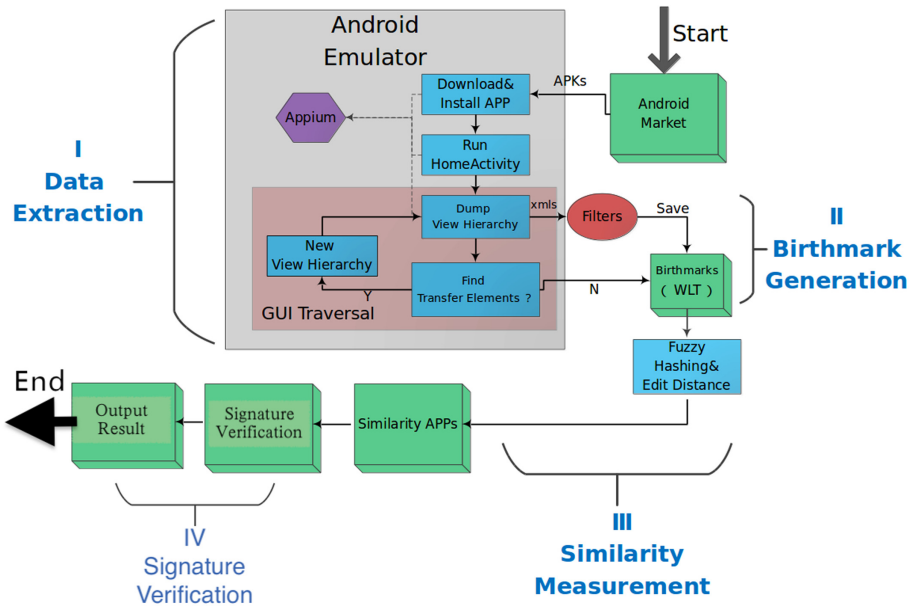 Start
Android
Emulator
Android
Market
APKs
Download&
Install APP
Appium
Run
HomeActivity
I
Data
Extraction
Dump
View Hierarchy
xmls
Filters
Save
New
View Hierarchy
Find
Transfer Elements ?
Y
N
GUI Traversal
Birthmarks
( WLT )
II
Birthmark
Generation
Fuzzy
Hashing&
Edit Distance
Similarity APPs
Signature
Verification
Output
Result
End
III
Similarity
Measurement
IV
Signature
Verification